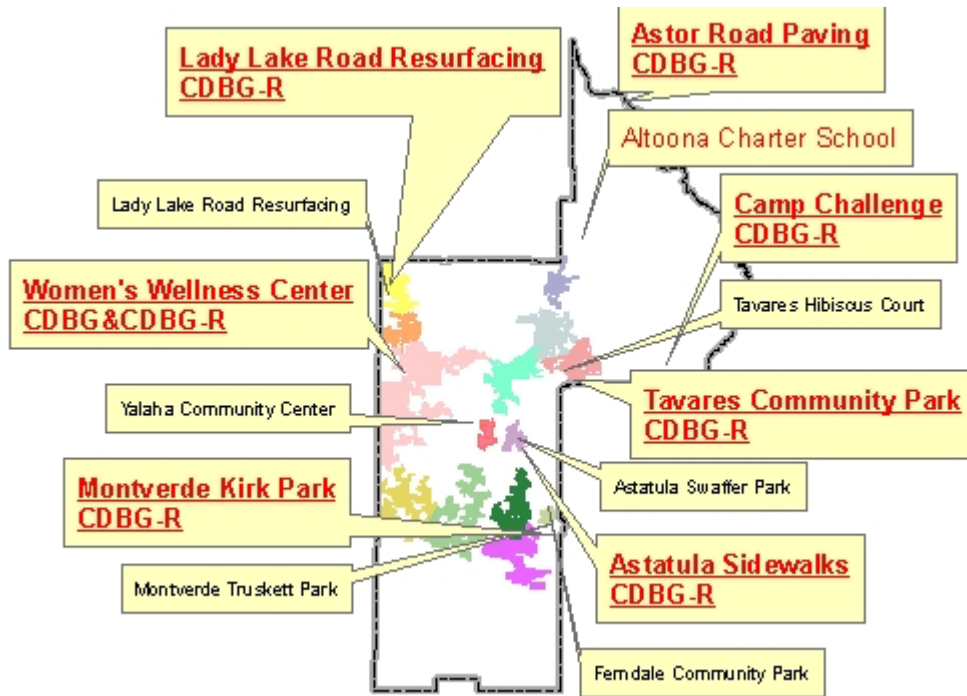 Lady Lake Road Resurfacing
CDBG-R
Astor Road Paving
CDBG-R
Altoona Charter School
Lady Lake Road Resurfacing
Camp Challenge
CDBG-R
Women's Wellness Center
CDBG&CDBG-R
Tavares Hibiscus Court
Yalaha Community Center
Tavares Community Park
CDBG-R
Montverde Kirk Park
CDBG-R
Astatula Swaffer Park
Montverde Truskett Park
Astatula Sidewalks
CDBG-R
Ferndale Community Park